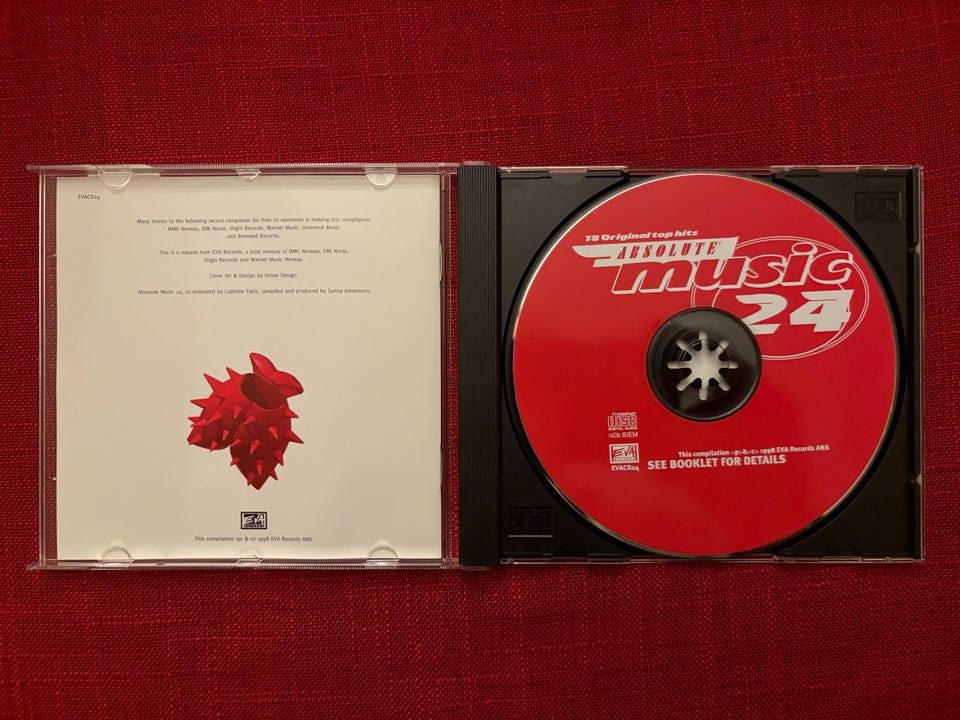 EVACD24
Many thanks to the following record companies for their co-operation in making this compilation:
BMG Norway, EMI Norsk, Virgin Records, Warner Music, Universal Music
and Remixed Records.
This is a release from EVA Records, a joint venture of BMG Norway, EMI Norsk,
Virgin Records and Warner Music Norway.
Cover Art & Design by Union Design.
Absolute Music 24, co-ordinated by Cathrine Falck, compiled and produced by Sanna Johansson.
EVA
RECORDS
This compilation <p> & <c> 1998 EVA Records ANS
18 Original top hits
ABSOLUTE®
music
24
COMPACT
disc
DIGITAL AUDIO
n©b BIEM
EVA
RECORDS
EVACD24
This compilation <p>&<c> 1998 EVA Records ANS
SEE BOOKLET FOR DETAILS